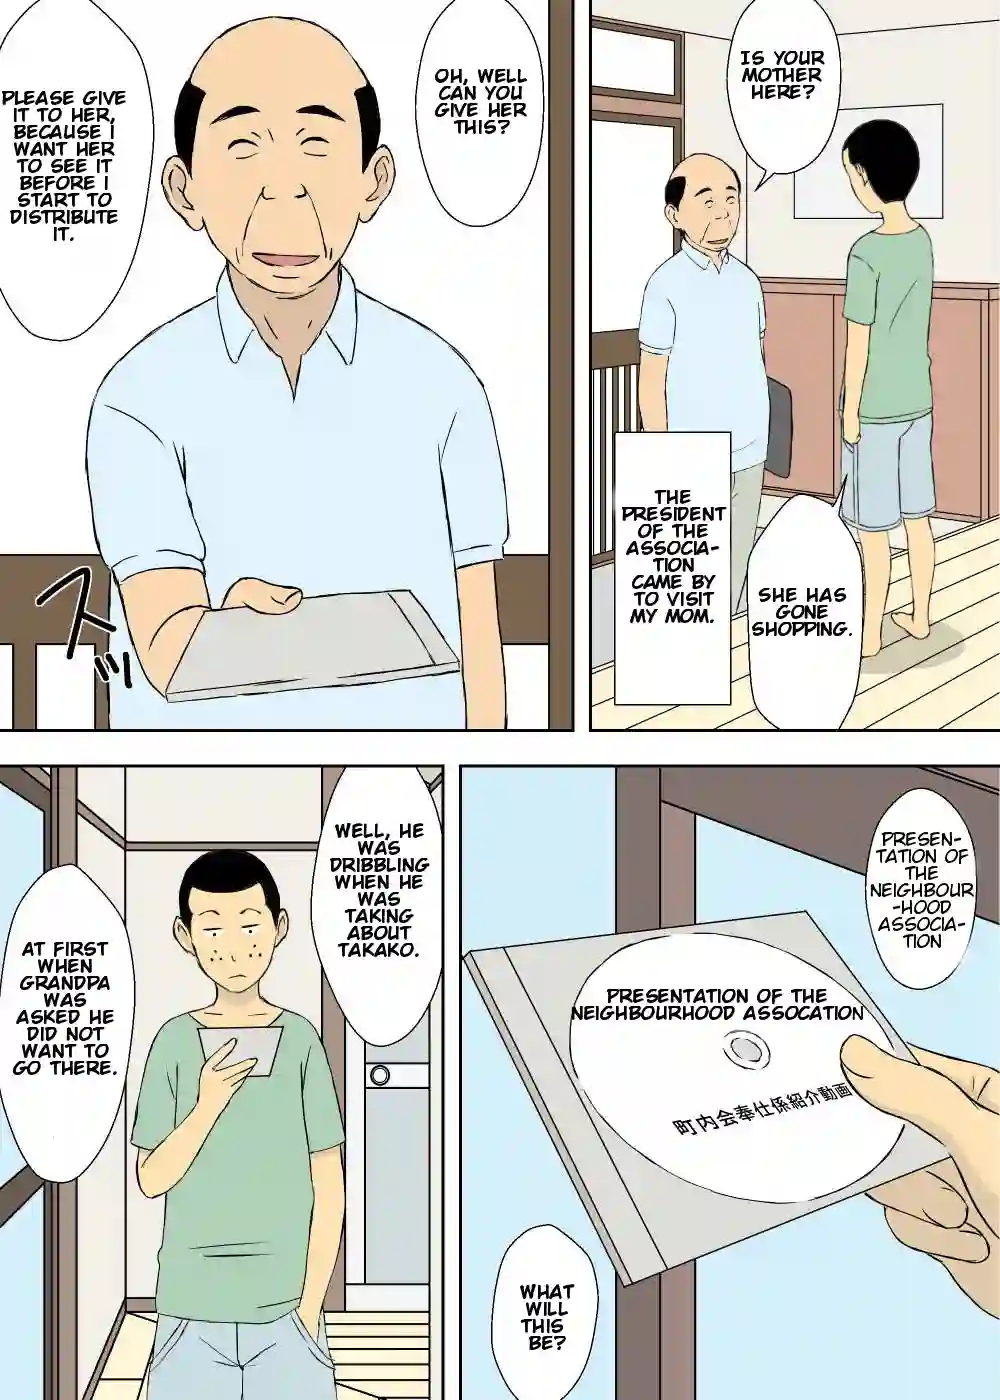 IS YOUR
MOTHER
HERE?
THE
PRESIDENT
OF THE
ASSOCIA-
TION
CAME BY
TO VISIT
MY MOM.
SHE HAS
GONE
SHOPPING.
OH, WELL
CAN YOU
GIVE HER
THIS?
PLEASE GIVE
IT TO HER,
BECAUSE I
WANT HER
TO SEE IT
BEFORE I
START TO
DISTRIBUTE
IT.
スッ
PRESEN-
TATION OF
THE
NEIGHBOUR
-HOOD
ASSOCIA-
TION
PRESENTATION OF THE
NEIGHBOURHOOD ASSOCATION
町内会奉仕係紹介動画
WHAT
WILL
THIS
BE?
WELL, HE
WAS
DRIBBLING
WHEN HE
WAS
TAKING
ABOUT
TAKAKO.
AT FIRST
WHEN
GRANDPA
WAS
ASKED HE
DID NOT
WANT TO
GO THERE.